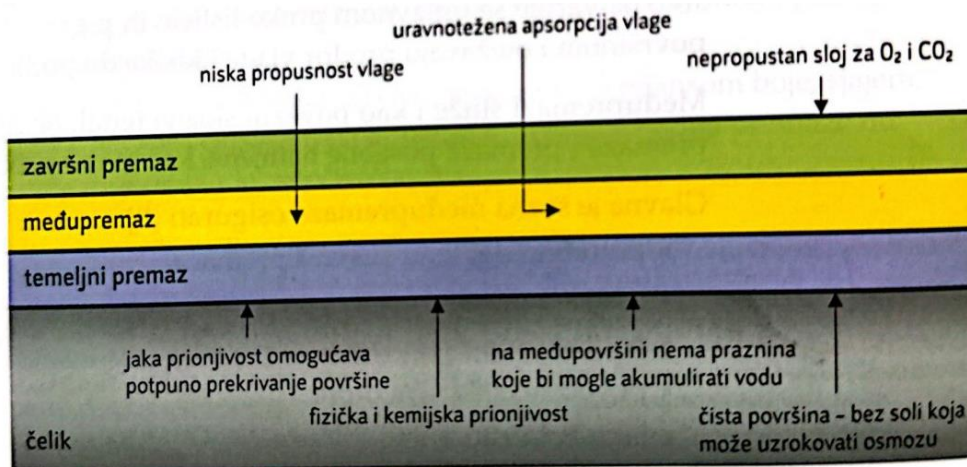 uravnotežena apsorpcija vlage
niska propusnost vlage
nepropustan sloj za O₂ i CO₂
završni premaz
međupremaz
temeljni premaz
jaka prionjivost omogućava
potpuno prekrivanje površine
fizička i kemijska prionjivost
na međupovršini nema praznina
koje bi mogle akumulirati vodu
čista površina – bez soli koja
može uzrokovati osmozu
čelik